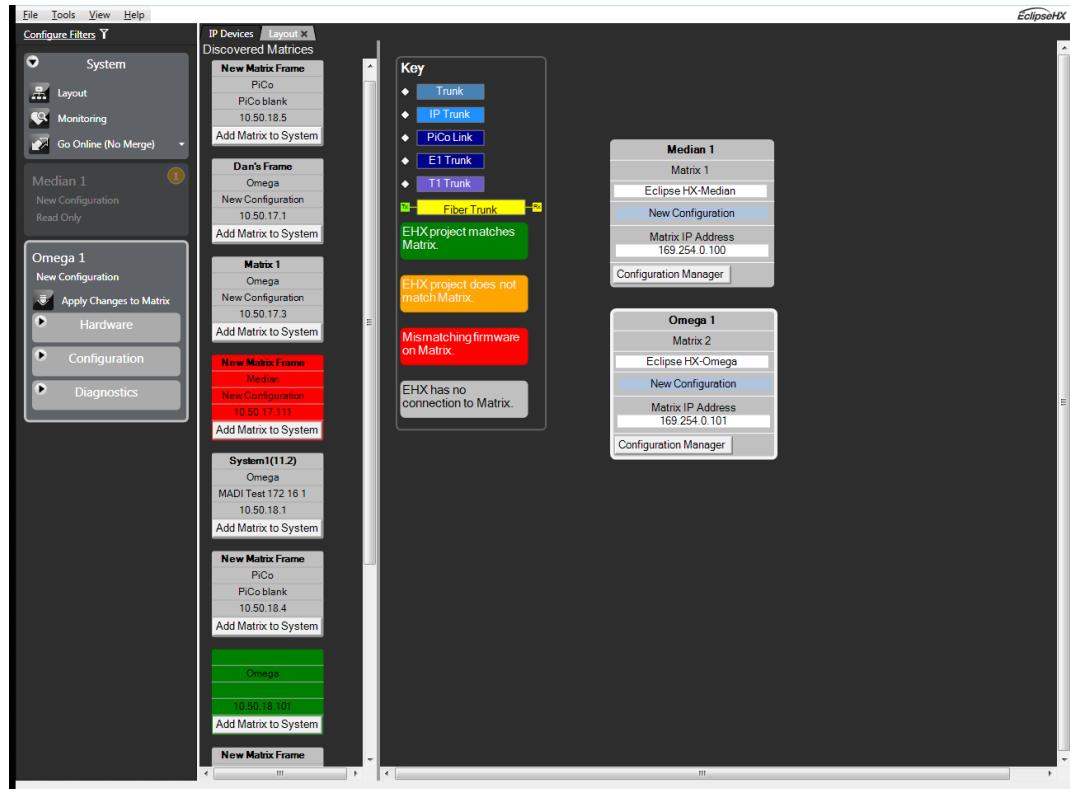 File Tools View Help
EclipseHX
Configure Filters
System
Layout
Monitoring
Go Online (No Merge)
Median 1
1
New Configuration
Read Only
Omega 1
New Configuration
Apply Changes to Matrix
Hardware
Configuration
Diagnostics
IP Devices Layout
Discovered Matrices
New Matrix Frame
PiCo
PiCo blank
10.50.18.5
Add Matrix to System
Dan's Frame
Omega
New Configuration
10.50.17.1
Add Matrix to System
Matrix 1
Omega
New Configuration
10.50.17.3
Add Matrix to System
New Matrix Frame
Median
New Configuration
10.50.17.111
Add Matrix to System
System1(11.2)
Omega
MADI Test 172 16 1
10.50.18.1
Add Matrix to System
New Matrix Frame
PiCo
PiCo blank
10.50.18.4
Add Matrix to System
Omega
10.50.18.101
Add Matrix to System
New Matrix Frame
Key
Trunk
IP Trunk
PiCo Link
E1 Trunk
T1 Trunk
Tx Fiber Trunk Rx
EHX project matches
Matrix.
EHX project does not
match Matrix.
Mismatching firmware
on Matrix.
EHX has no
connection to Matrix.
Median 1
Matrix 1
Eclipse HX-Median
New Configuration
Matrix IP Address
169.254.0.100
Configuration Manager
Omega 1
Matrix 2
Eclipse HX-Omega
New Configuration
Matrix IP Address
169.254.0.101
Configuration Manager